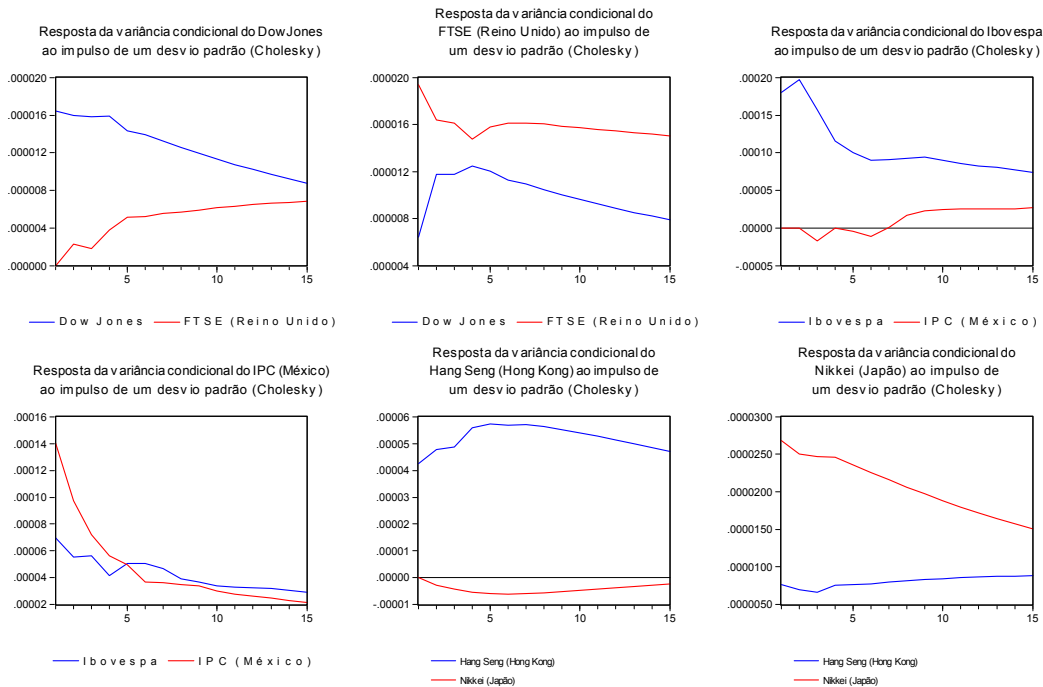 Resposta da variância condicional do DowJones
ao impulso de um desvio padrão (Cholesky)
.000020
.000016
.000012
.000008
.000004
.000000
5
10
15
Dow Jones
FTSE (Reino Unido)
Resposta da variância condicional do
FTSE (Reino Unido) ao impulso de
um desvio padrão (Cholesky)
.000020
.000016
.000012
.000008
.000004
5
10
15
Dow Jones
FTSE (Reino Unido)
Resposta da variância condicional do Ibovespa
ao impulso de um desvio padrão (Cholesky)
.00020
.00015
.00010
.00005
.00000
-.00005
5
10
15
Ibovespa
IPC (México)
Resposta da variância condicional do IPC (México)
ao impulso de um desvio padrão (Cholesky)
.00016
.00014
.00012
.00010
.00008
.00006
.00004
.00002
5
10
15
Ibovespa
IPC (México)
Resposta da variância condicional do
Hang Seng (Hong Kong) ao impulso de
um desvio padrão (Cholesky)
.00006
.00005
.00004
.00003
.00002
.00001
.00000
-.00001
5
10
15
Hang Seng (Hong Kong)
Nikkei (Japão)
Resposta da variância condicional do
Nikkei (Japão) ao impulso de
um desvio padrão (Cholesky)
.0000300
.0000250
.0000200
.0000150
.0000100
.0000050
5
10
15
Hang Seng (Hong Kong)
Nikkei (Japão)